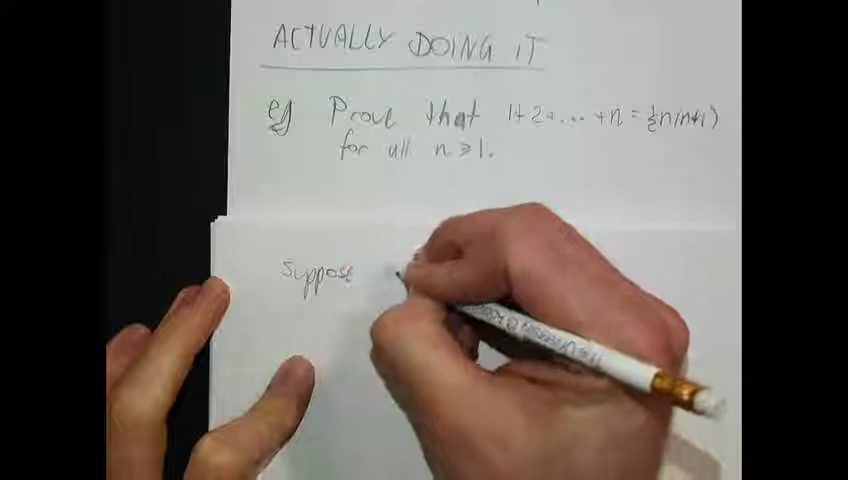 ACTUALLY DOING IT
eg Prove that 1+2+...+n = ½n(n+1)
for all n ≥ 1.
Suppose